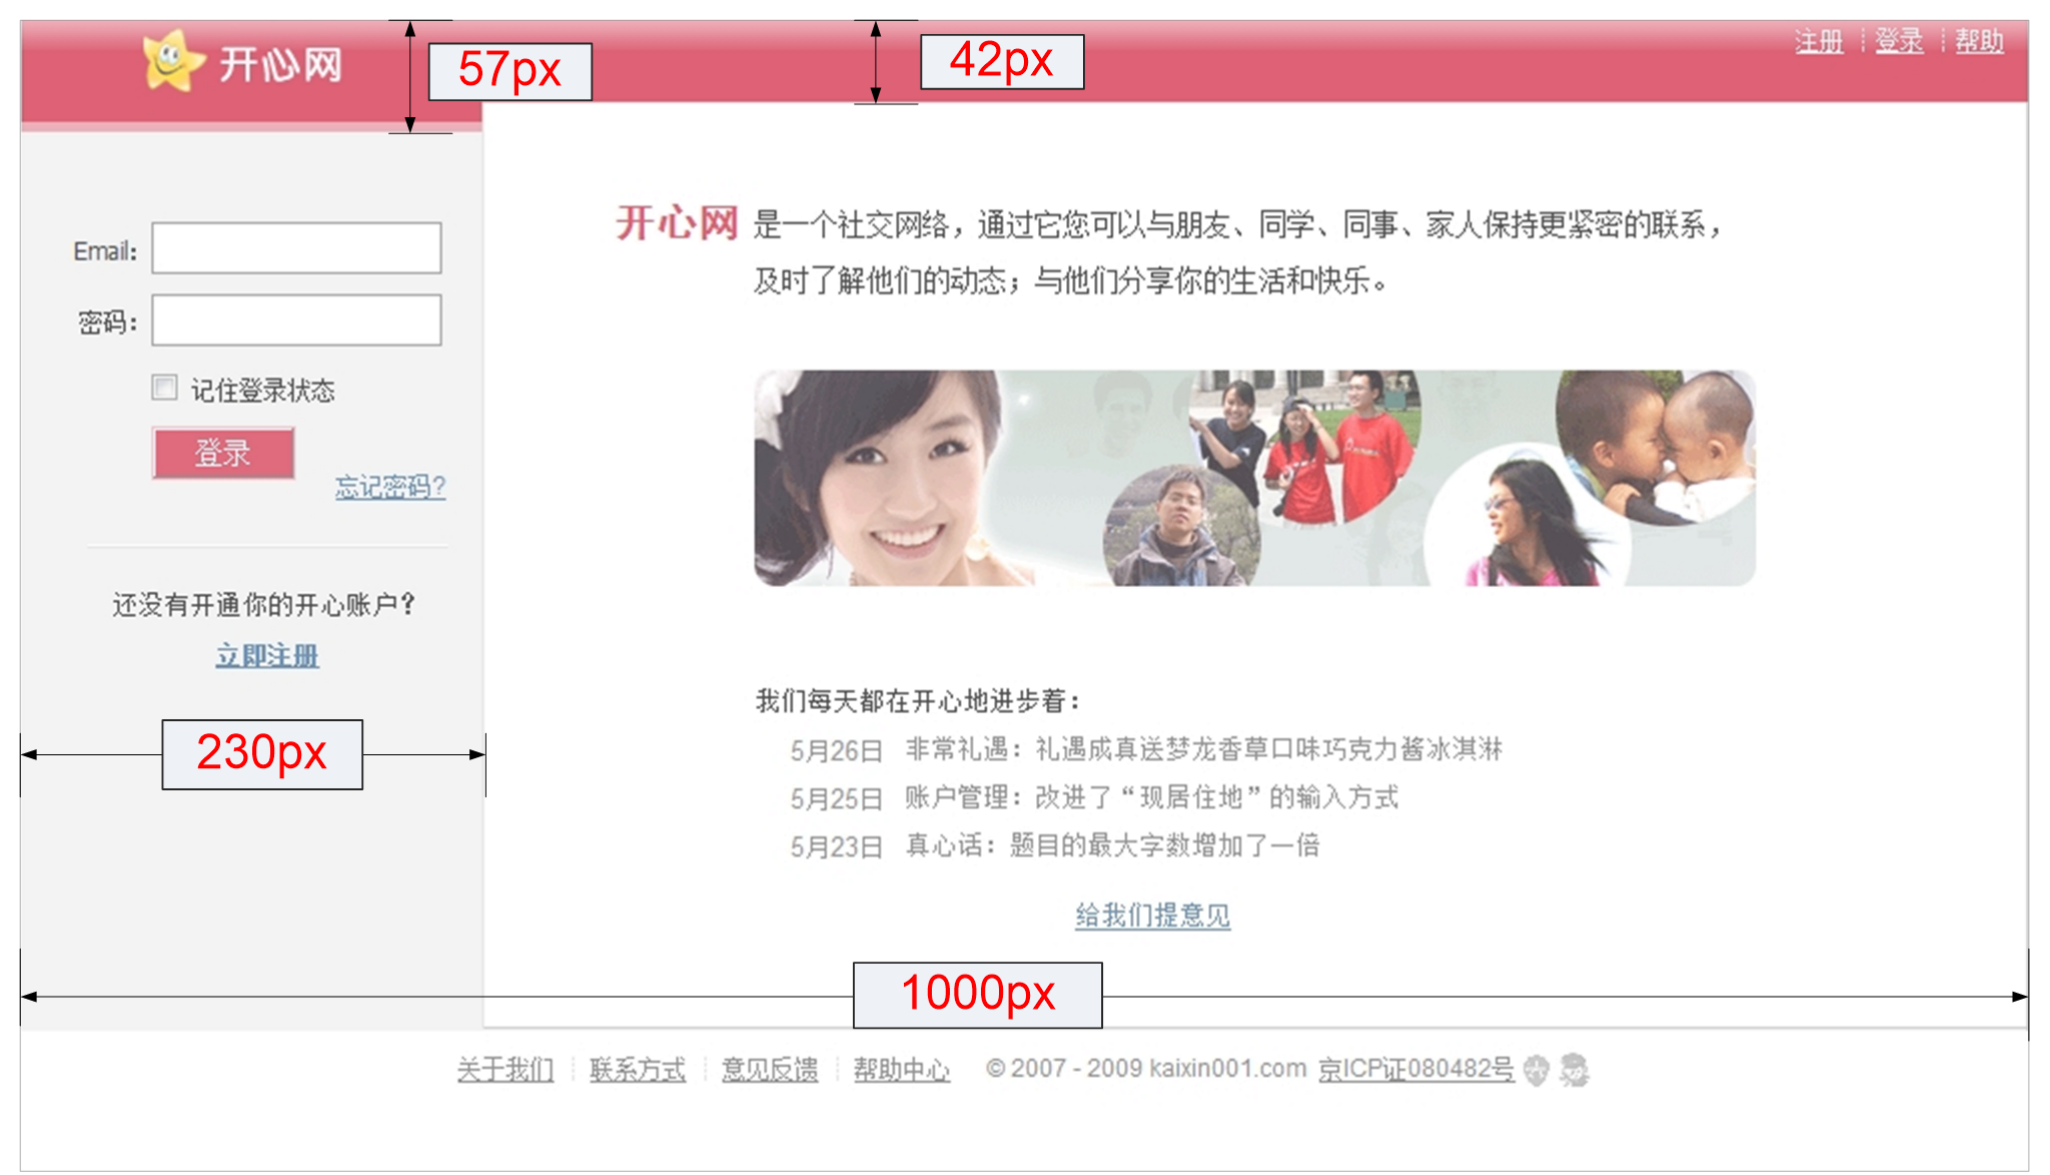 开心网
57px
42px
注册 登录 帮助
Email:
密码：
记住登录状态
登录
忘记密码?
还没有开通你的开心账户？
立即注册
230px
开心网 是一个社交网络，通过它您可以与朋友、同学、同事、家人保持更紧密的联系，
及时了解他们的动态；与他们分享你的生活和快乐。
我们每天都在开心地进步着：
5月26日 非常礼遇：礼遇成真送梦龙香草口味巧克力酱冰淇淋
5月25日 账户管理：改进了“现居住地”的输入方式
5月23日 真心话：题目的最大字数增加了一倍
给我们提意见
1000px
关于我们 联系方式 意见反馈 帮助中心 © 2007 - 2009 kaixin001.com 京ICP证080482号